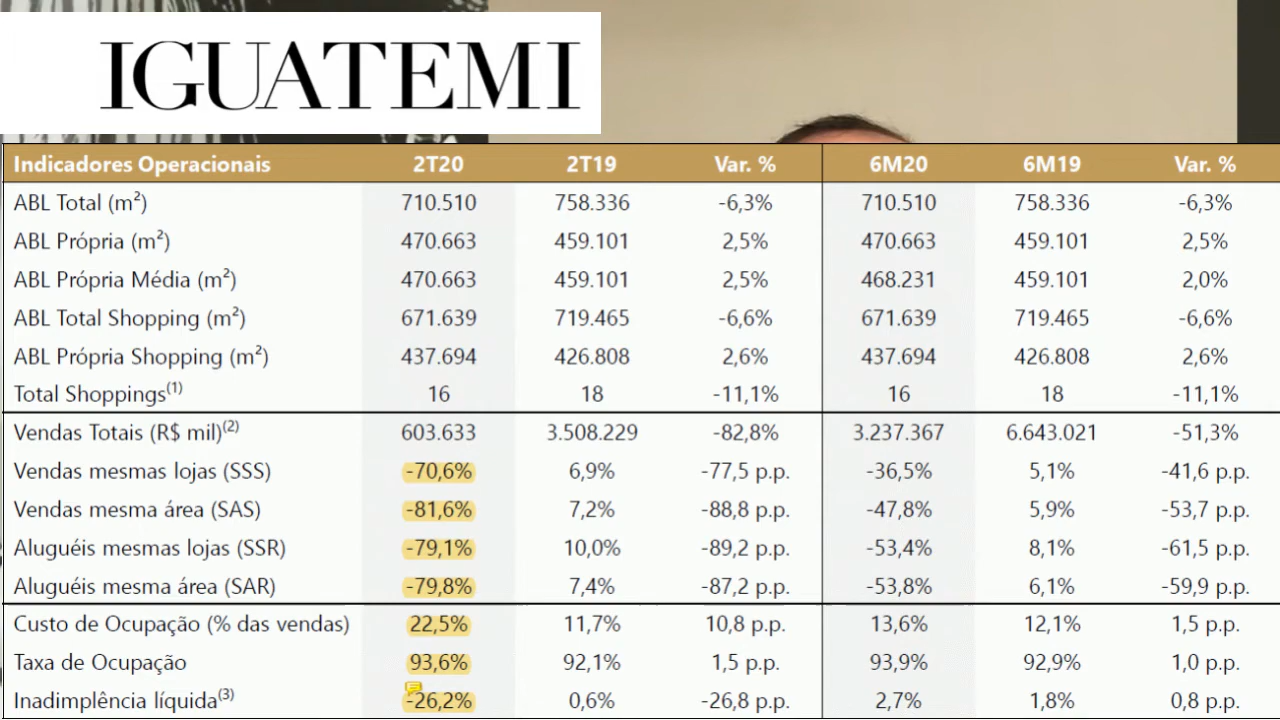 IGUATEMI
Indicadores Operacionais 2T20 2T19 Var. % 6M20 6M19 Var. %
ABL Total (m²) 710.510 758.336 -6,3% 710.510 758.336 -6,3%
ABL Própria (m²) 470.663 459.101 2,5% 470.663 459.101 2,5%
ABL Própria Média (m²) 470.663 459.101 2,5% 468.231 459.101 2,0%
ABL Total Shopping (m²) 671.639 719.465 -6,6% 671.639 719.465 -6,6%
ABL Própria Shopping (m²) 437.694 426.808 2,6% 437.694 426.808 2,6%
Total Shoppings(1) 16 18 -11,1% 16 18 -11,1%
Vendas Totais (R$ mil)(2) 603.633 3.508.229 -82,8% 3.237.367 6.643.021 -51,3%
Vendas mesmas lojas (SSS) -70,6% 6,9% -77,5 p.p. -36,5% 5,1% -41,6 p.p.
Vendas mesma área (SAS) -81,6% 7,2% -88,8 p.p. -47,8% 5,9% -53,7 p.p.
Aluguéis mesmas lojas (SSR) -79,1% 10,0% -89,2 p.p. -53,4% 8,1% -61,5 p.p.
Aluguéis mesma área (SAR) -79,8% 7,4% -87,2 p.p. -53,8% 6,1% -59,9 p.p.
Custo de Ocupação (% das vendas) 22,5% 11,7% 10,8 p.p. 13,6% 12,1% 1,5 p.p.
Taxa de Ocupação 93,6% 92,1% 1,5 p.p. 93,9% 92,9% 1,0 p.p.
Inadimplência líquida(3) -26,2% 0,6% -26,8 p.p. 2,7% 1,8% 0,8 p.p.